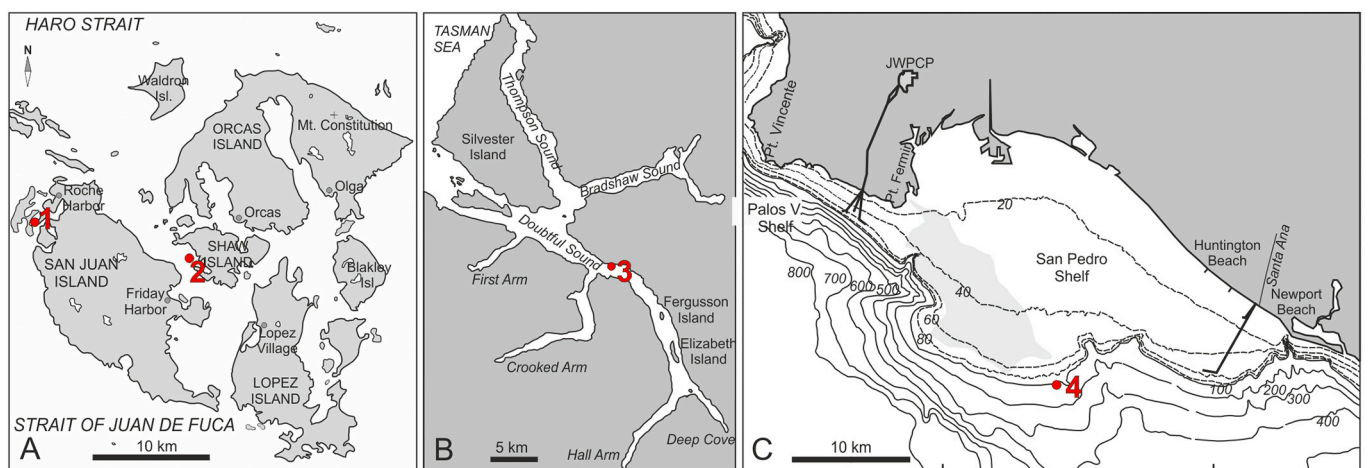 HARO STRAIT
N
Waldron
Isl.
ORCAS
ISLAND
Mt. Constitution
Roche
Harbor
Olga
1
Orcas
SHAW
ISLAND
2
SAN JUAN
ISLAND
Blakley
Isl.
Friday
Harbor
Lopez
Village
LOPEZ
ISLAND
STRAIT OF JUAN DE FUCA
A
10 km
TASMAN
SEA
Thompson Sound
Silvester
Island
Bradshaw Sound
Doubtful Sound
3
First Arm
Fergusson
Island
Elizabeth
Island
Crooked Arm
Deep Cove
Hall Arm
B
5 km
JWPCP
Pt. Vincente
Pt. Fermin
20
Palos V.
Shelf
San Pedro
Shelf
Huntington
Beach
Santa Ana
Newport
Beach
800
700
600
500
40
60
80
4
100
200
300
400
C
10 km